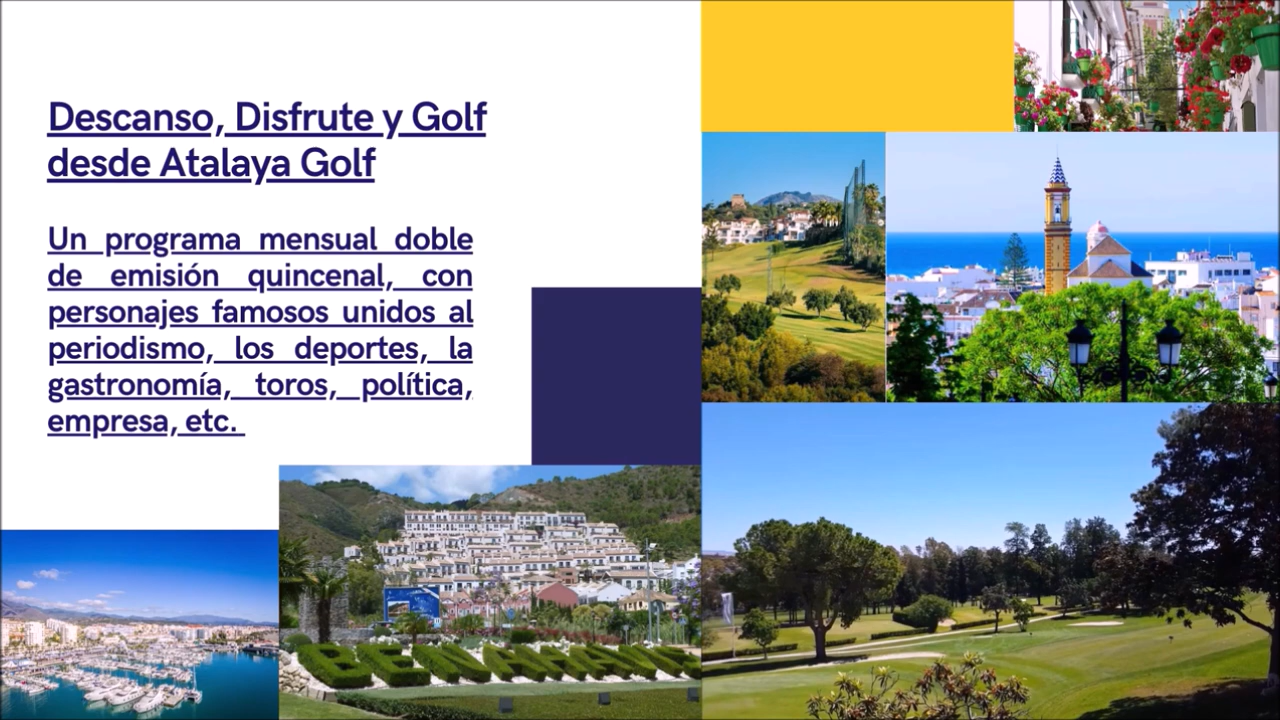 Descanso, Disfrute y Golf
desde Atalaya Golf
Un programa mensual doble
de emisión quincenal, con
personajes famosos unidos al
periodismo, los deportes, la
gastronomía, toros, política,
empresa, etc.
BENAHAVÍS